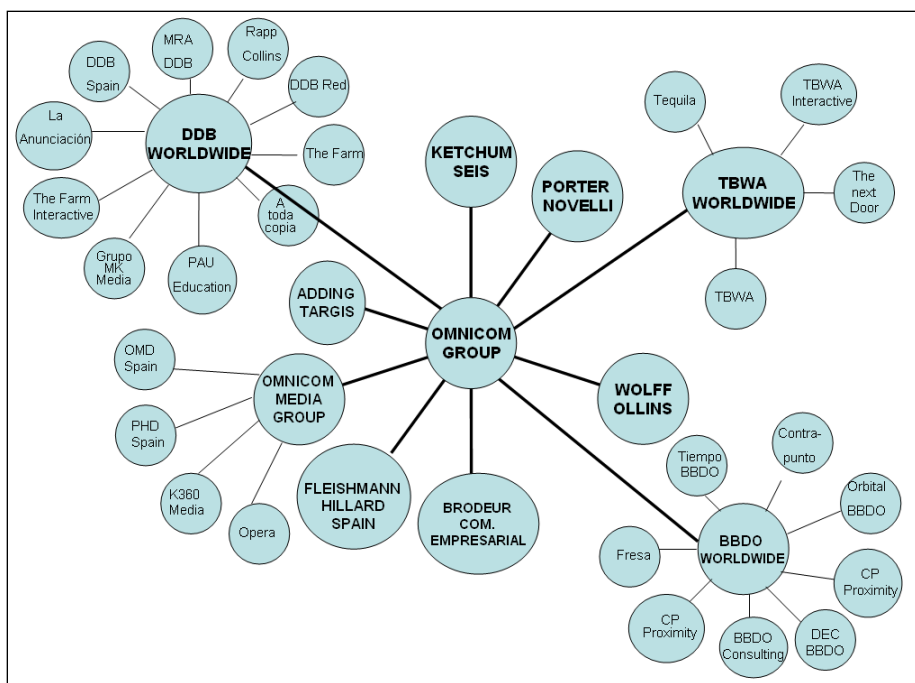 MRA
DDB
Rapp
Collins
DDB
Spain
DDB Red
La
Anunciación
DDB
WORLDWIDE
The Farm
The Farm
Interactive
A
toda
copia
Grupo
MK
Media
PAU
Education
KETCHUM
SEIS
PORTER
NOVELLI
Tequila
TBWA
Interactive
TBWA
WORLDWIDE
The
next
Door
TBWA
ADDING
TARGIS
OMNICOM
GROUP
OMD
Spain
OMNICOM
MEDIA
GROUP
PHD
Spain
K360
Media
Opera
FLEISHMANN
HILLARD
SPAIN
BRODEUR
COM.
EMPRESARIAL
WOLFF
OLLINS
Tiempo
BBDO
Contra-
punto
Orbital
BBDO
Fresa
BBDO
WORLDWIDE
CP
Proximity
CP
Proximity
BBDO
Consulting
DEC
BBDO